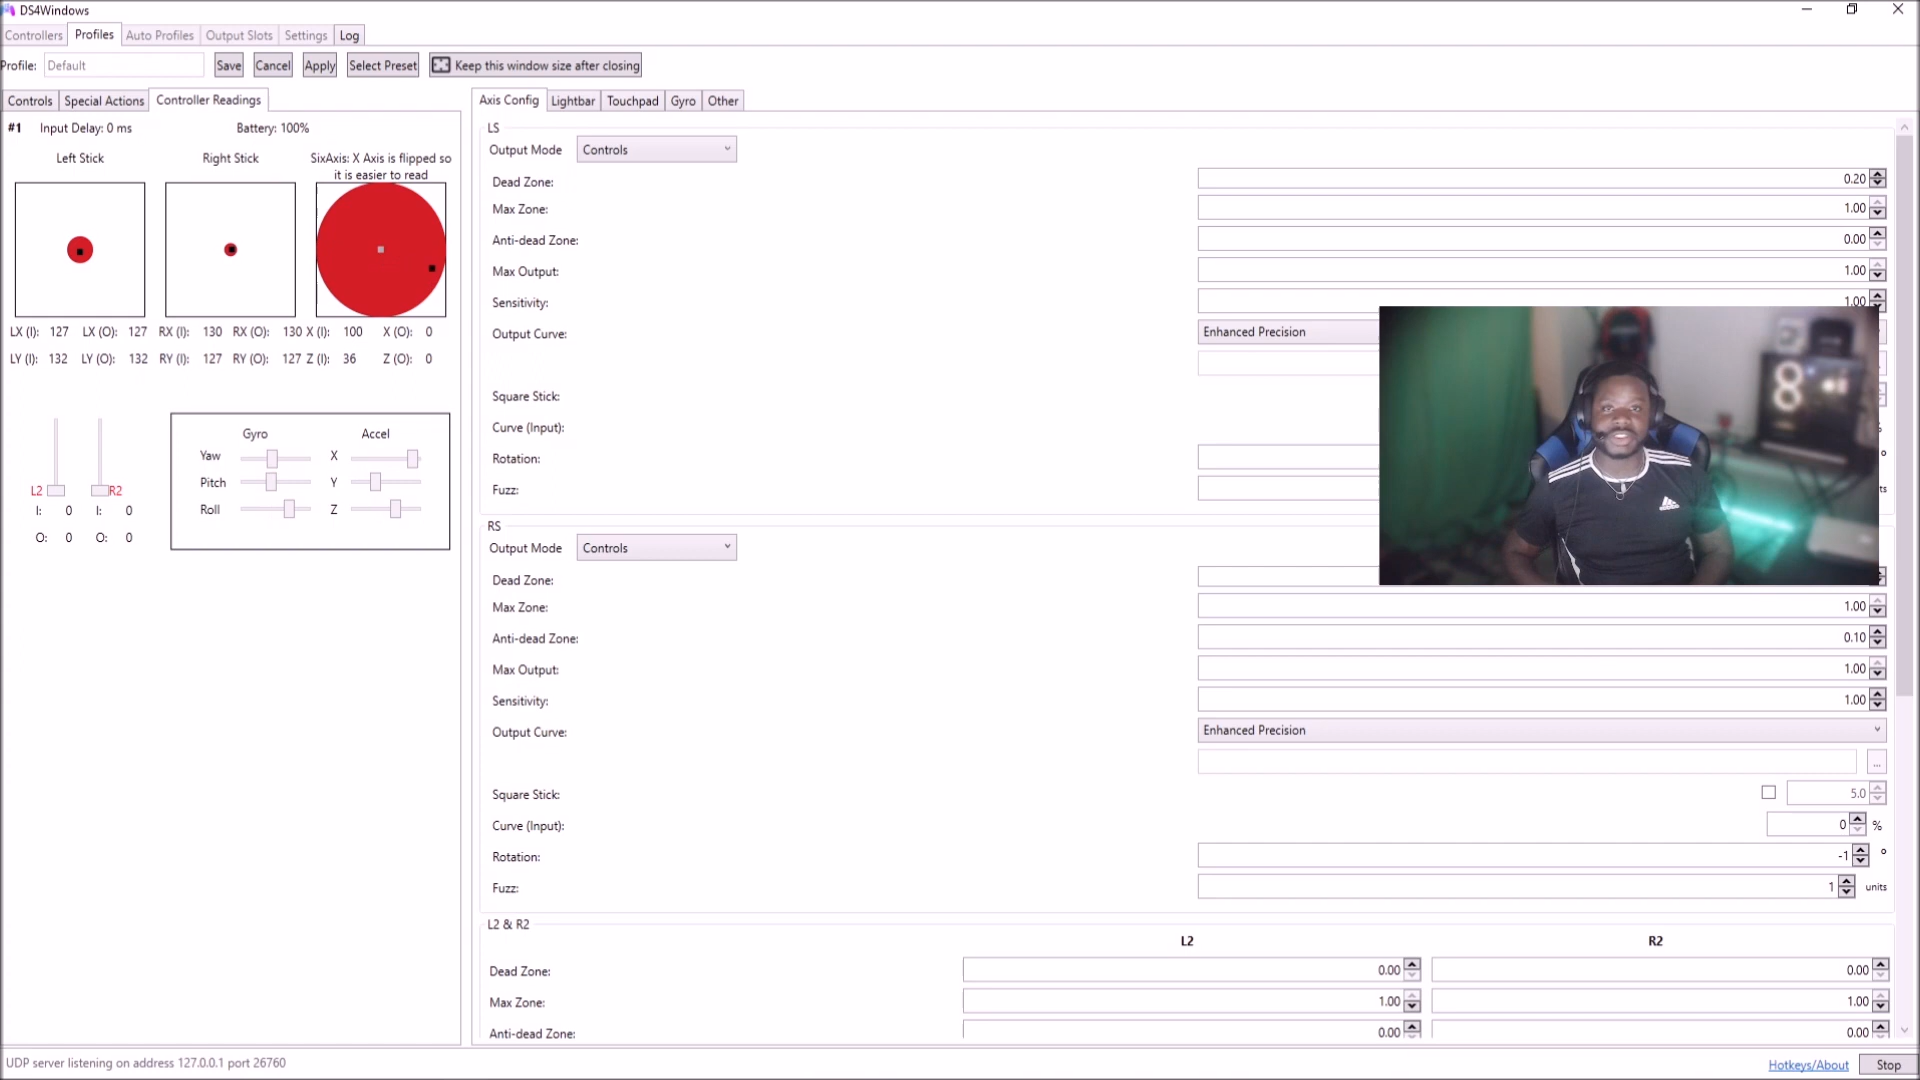 DS4Windows
Controllers Profiles Auto Profiles Output Slots Settings Log
Profile: Default Save Cancel Apply Select Preset Keep this window size after closing
Controls Special Actions Controller Readings
#1 Input Delay: 0 ms Battery: 100%
Left Stick Right Stick SixAxis: X Axis is flipped so
it is easier to read
LX (I): 127 LX (O): 127 RX (I): 130 RX (O): 130 X (I): 100 X (O): 0
LY (I): 132 LY (O): 132 RY (I): 127 RY (O): 127 Z (I): 36 Z (O): 0
Gyro Accel
Yaw X
Pitch Y
Roll Z
L2 R2
I: 0 I: 0
O: 0 O: 0
Axis Config Lightbar Touchpad Gyro Other
LS
Output Mode Controls
Dead Zone: 0.20
Max Zone: 1.00
Anti-dead Zone: 0.00
Max Output: 1.00
Sensitivity: 1.00
Output Curve: Enhanced Precision
Square Stick:
Curve (Input):
Rotation: °
Fuzz:
8
RS
Output Mode Controls
Dead Zone:
Max Zone: 1.00
Anti-dead Zone: 0.10
Max Output: 1.00
Sensitivity: 1.00
Output Curve: Enhanced Precision
...
Square Stick: 5.0
Curve (Input): 0 %
Rotation: -1 °
Fuzz: 1 units
L2 & R2
L2 R2
Dead Zone: 0.00 0.00
Max Zone: 1.00 1.00
Anti-dead Zone: 0.00 0.00
UDP server listening on address 127.0.0.1 port 26760
Hotkeys/About Stop